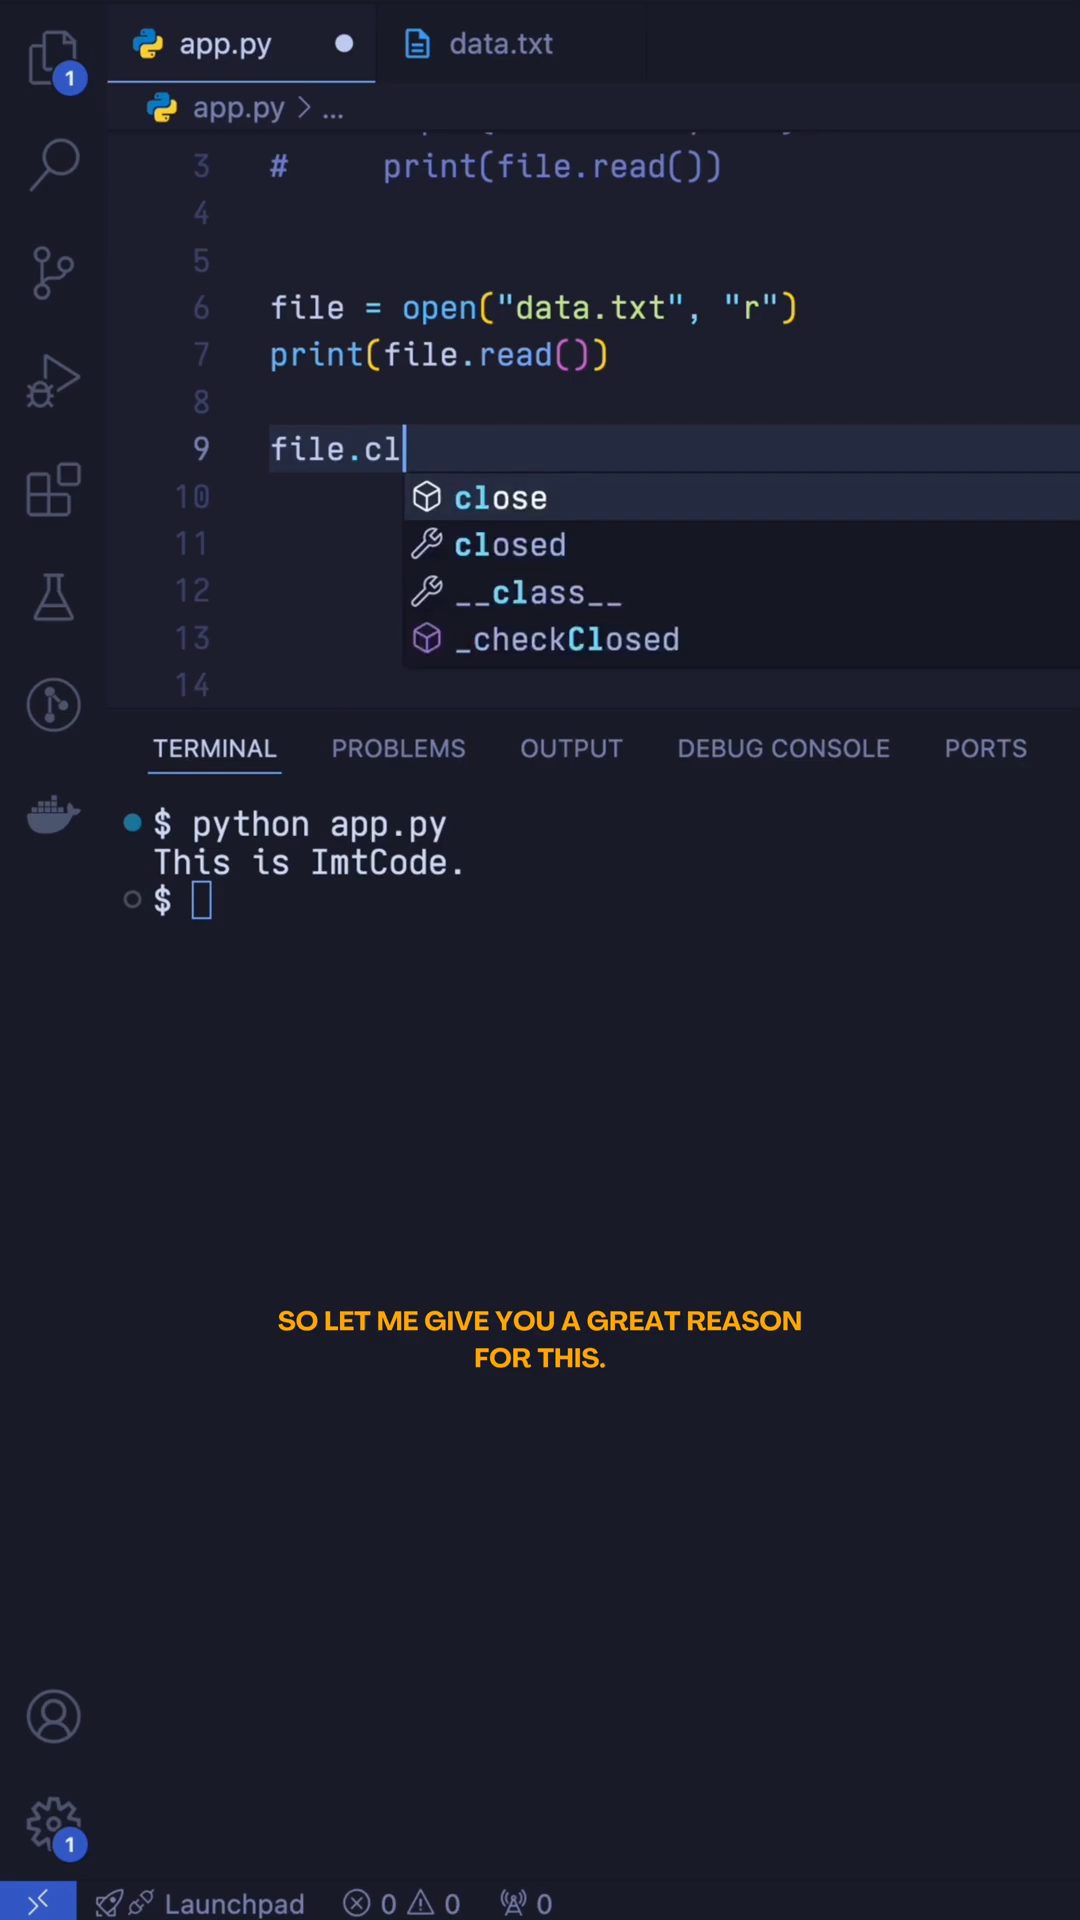 1
app.py
data.txt
app.py > ...
3 #     print(file.read())
4
5
6 file = open("data.txt", "r")
7 print(file.read())
8
9 file.cl
10 close
11 closed
12 __class__
13 _checkClosed
14
TERMINAL PROBLEMS OUTPUT DEBUG CONSOLE PORTS
$ python app.py
This is ImtCode.
$
SO LET ME GIVE YOU A GREAT REASON
FOR THIS.
1
Launchpad 0 0 0